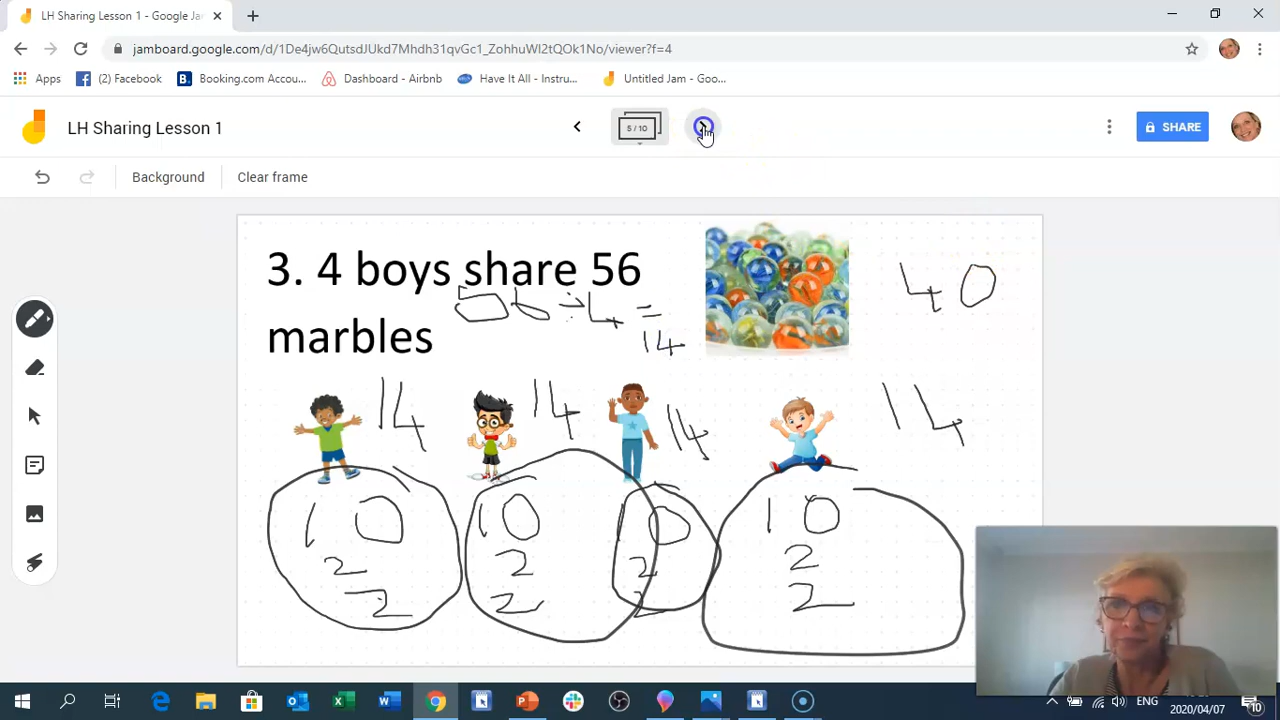 LH Sharing Lesson 1 - Google Ja
jamboard.google.com/d/1De4jw6QutsdJUkd7Mhdh31qvGc1_ZohhuWl2tQOk1No/viewer?f=4
Apps (2) Facebook Booking.com Accou... Dashboard - Airbnb Have It All - Instru... Untitled Jam - Goo...
LH Sharing Lesson 1
5 / 10
SHARE
Background Clear frame
3. 4 boys share 56
marbles
56 ÷ 4 =
14
40
14 14 14 14
10 10 10 10
2 2 2 2
2 2 2 2
ENG
2020/04/07
10